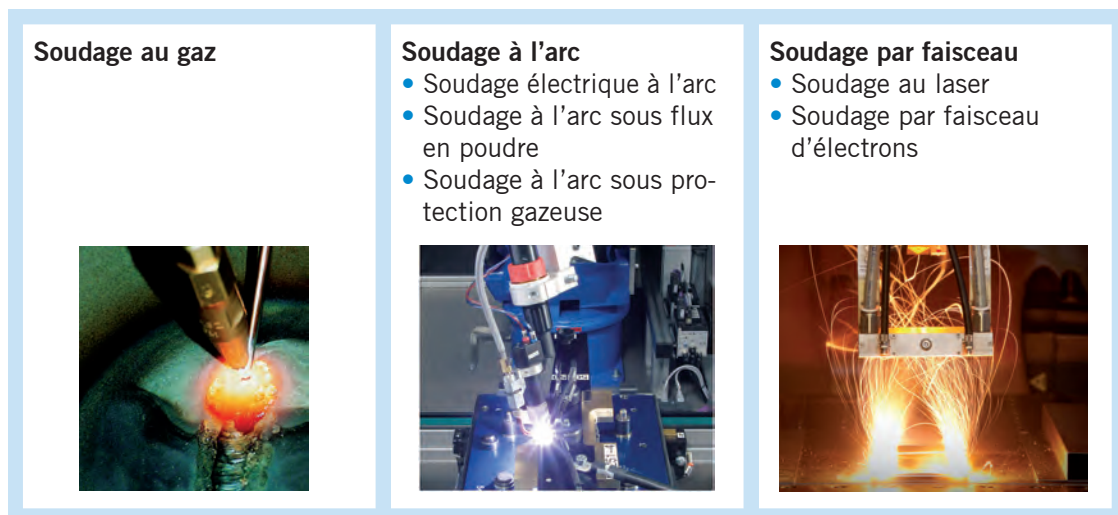 Soudage au gaz
Soudage à l'arc
• Soudage électrique à l'arc
• Soudage à l'arc sous flux
en poudre
• Soudage à l'arc sous pro-
tection gazeuse
Soudage par faisceau
• Soudage au laser
• Soudage par faisceau
d'électrons